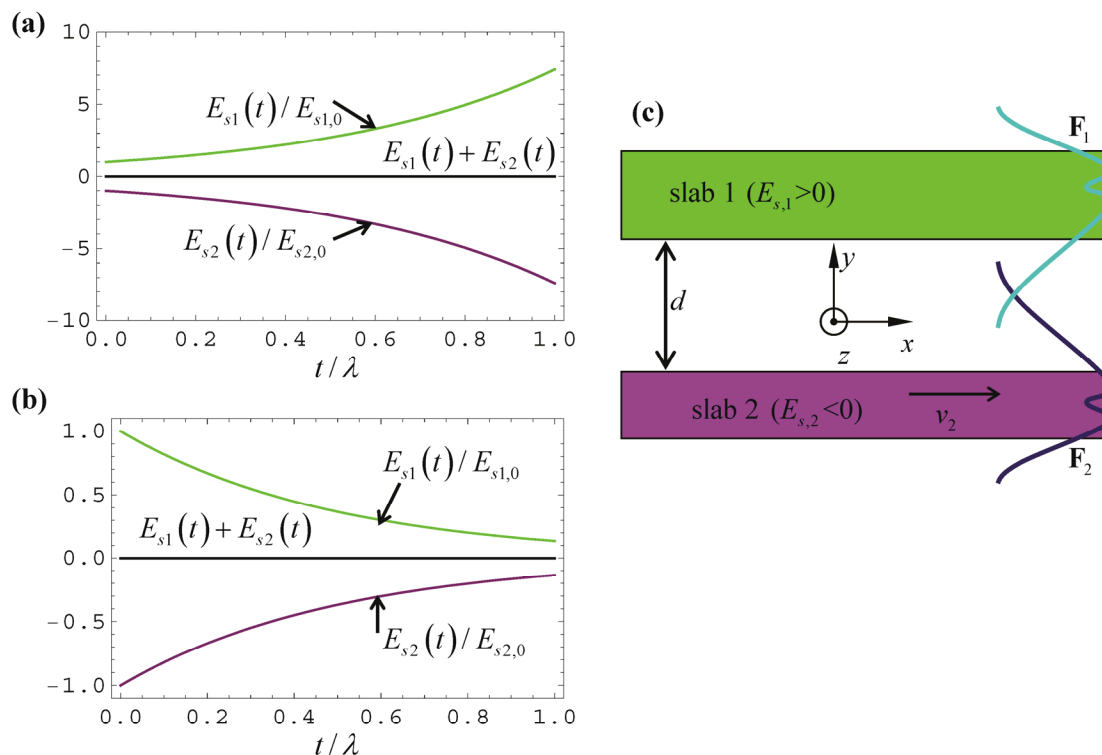 (a)
10
5
0
-5
-10
E_{s1}(t)/E_{s1,0}
E_{s1}(t)+E_{s2}(t)
E_{s2}(t)/E_{s2,0}
0.0 0.2 0.4 0.6 0.8 1.0
t/λ
(b)
1.0
0.5
0.0
-0.5
-1.0
E_{s1}(t)/E_{s1,0}
E_{s1}(t)+E_{s2}(t)
E_{s2}(t)/E_{s2,0}
0.0 0.2 0.4 0.6 0.8 1.0
t/λ
(c)
F_1
slab 1 (E_{s,1}>0)
d
y
x
z
slab 2 (E_{s,2}<0)
v_2
F_2